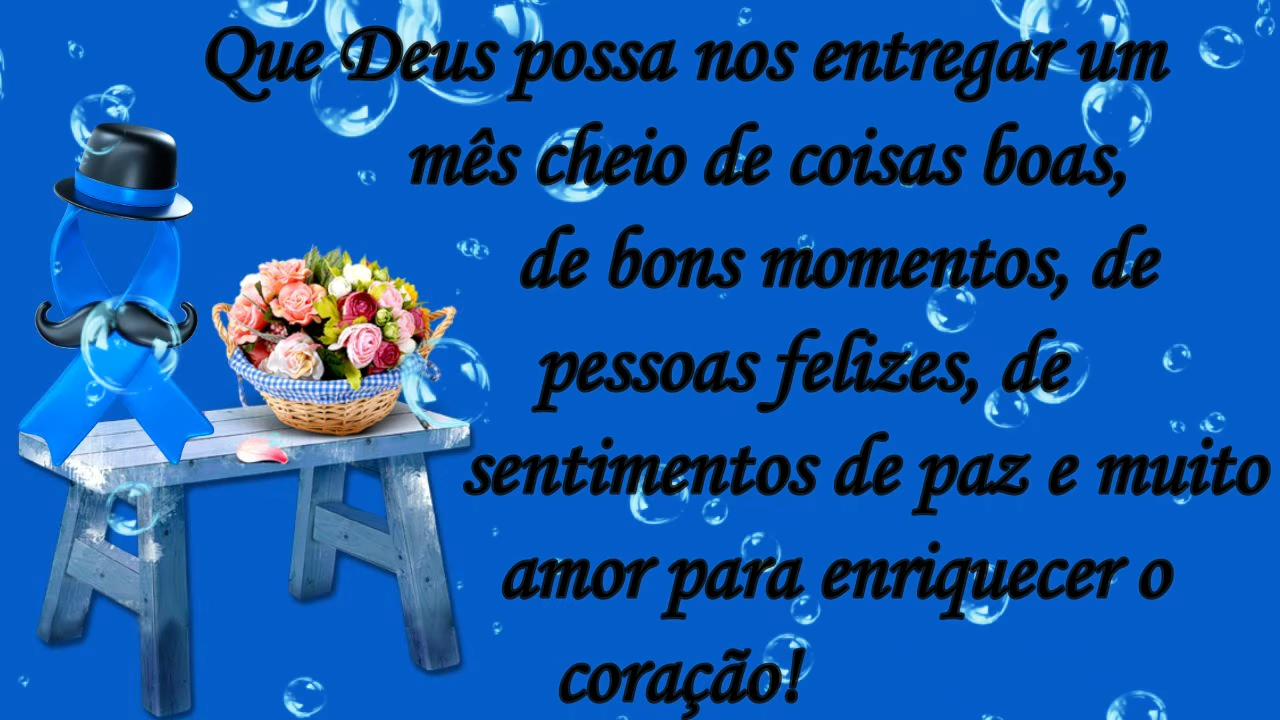 Que Deus possa nos entregar um
mês cheio de coisas boas,
de bons momentos, de
pessoas felizes, de
sentimentos de paz e muito
amor para enriquecer o
coração!